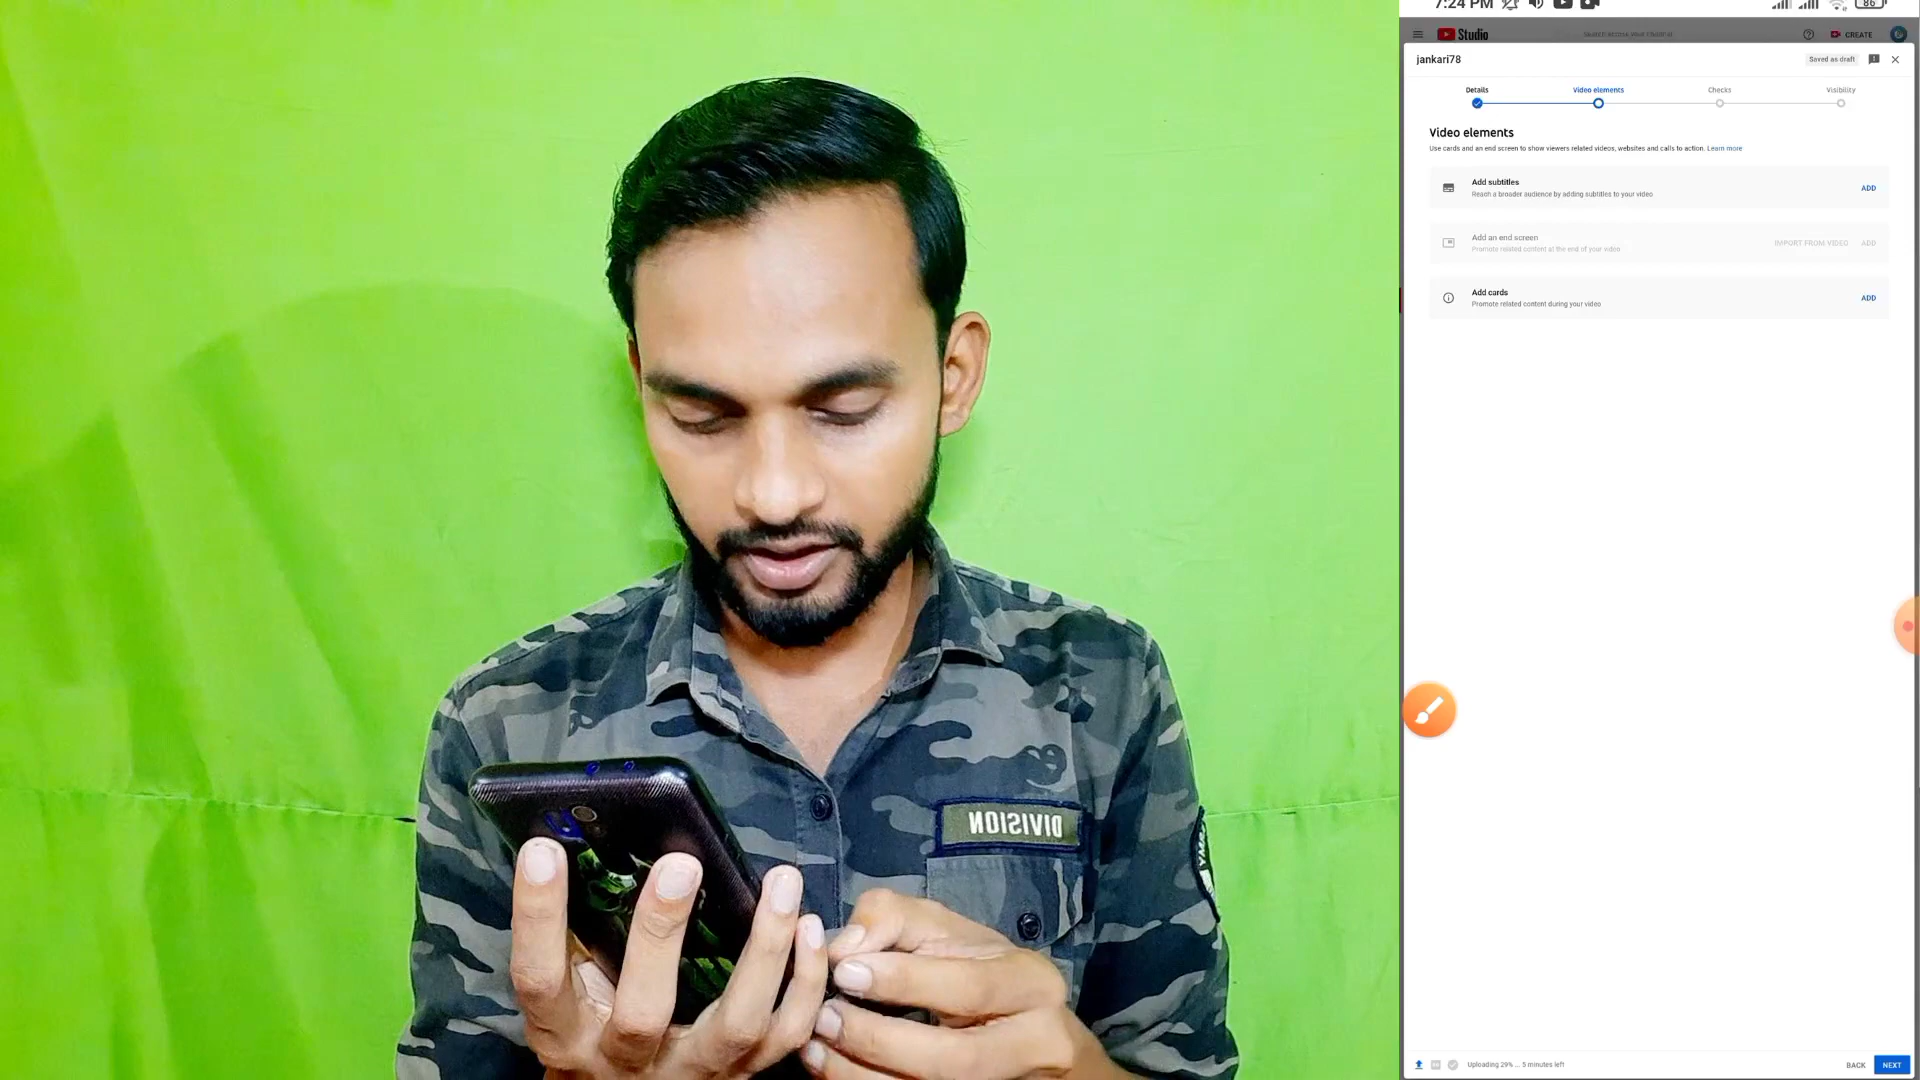 7:24 PM
86
Studio
CREATE
jankari78
Saved as draft
Details
Video elements
Checks
Visibility
Video elements
Use cards and an end screen to show viewers related videos, websites and calls to action. Learn more
Add subtitles
Reach a broader audience by adding subtitles to your video
ADD
Add an end screen
Promote related content at the end of your video
IMPORT FROM VIDEO
ADD
Add cards
Promote related content during your video
ADD
DIVISION
Uploading 29% ... 5 minutes left
BACK
NEXT